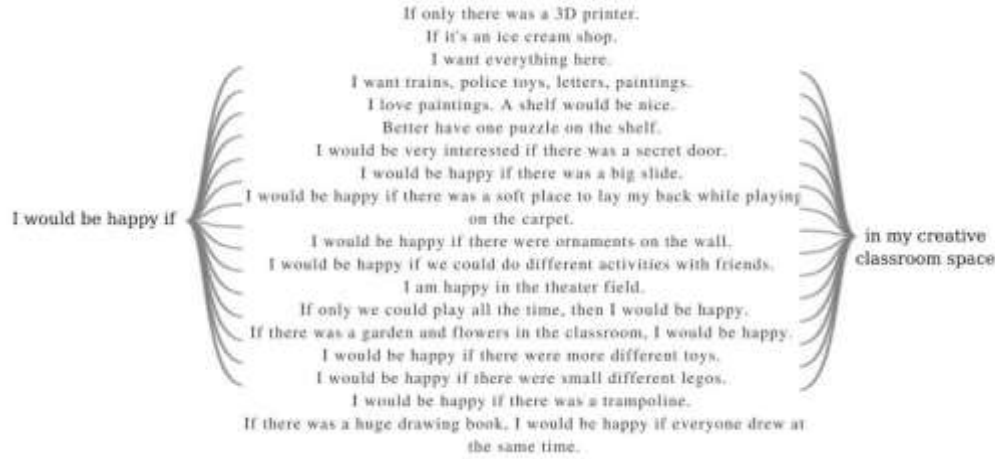 If only there was a 3D printer.
If it's an ice cream shop.
I want everything here.
I want trains, police toys, letters, paintings.
I love paintings. A shelf would be nice.
Better have one puzzle on the shelf.
I would be very interested if there was a secret door.
I would be happy if there was a big slide.
I would be happy if there was a soft place to lay my back while playing
on the carpet.
I would be happy if there were ornaments on the wall.
I would be happy if we could do different activities with friends.
I am happy in the theater field.
If only we could play all the time, then I would be happy.
If there was a garden and flowers in the classroom, I would be happy.
I would be happy if there were more different toys.
I would be happy if there were small different legos.
I would be happy if there was a trampoline.
If there was a huge drawing book, I would be happy if everyone drew at
the same time.
I would be happy if
in my creative
classroom space